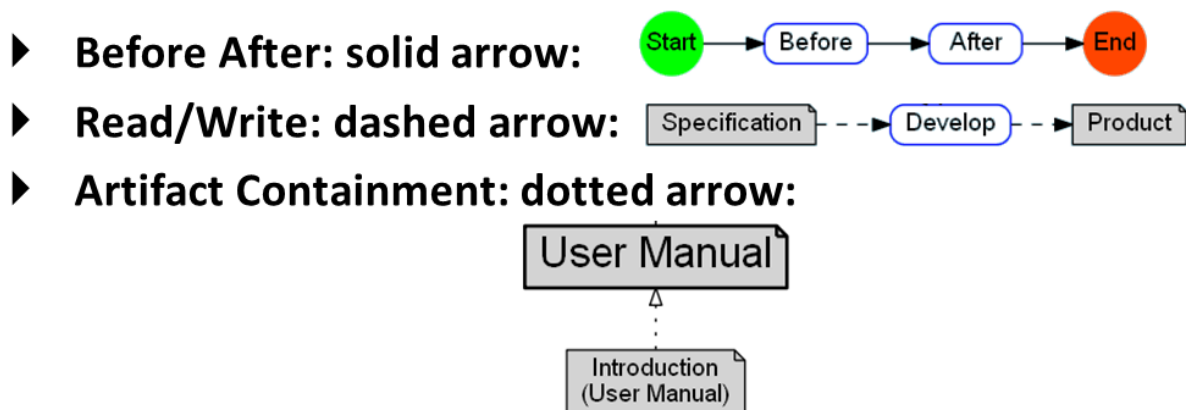 Before After: solid arrow:
Start Before After End
Read/Write: dashed arrow:
Specification Develop Product
Artifact Containment: dotted arrow:
User Manual
Introduction
(User Manual)